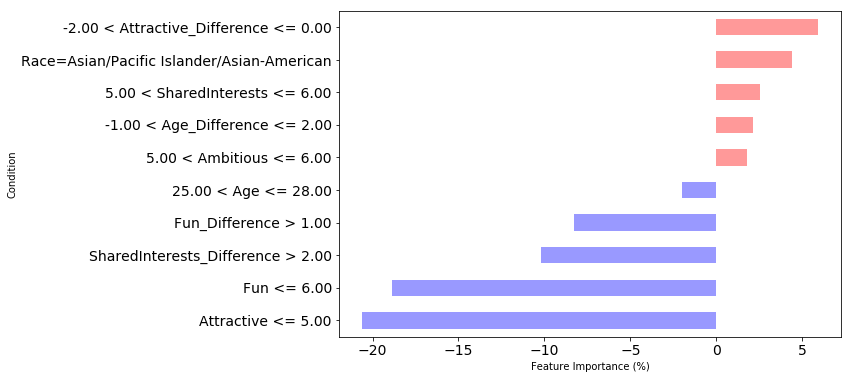 -2.00 < Attractive_Difference <= 0.00
Race=Asian/Pacific Islander/Asian-American
5.00 < SharedInterests <= 6.00
-1.00 < Age_Difference <= 2.00
5.00 < Ambitious <= 6.00
25.00 < Age <= 28.00
Fun_Difference > 1.00
SharedInterests_Difference > 2.00
Fun <= 6.00
Attractive <= 5.00
Condition
−20 −15 −10 −5 0 5
Feature Importance (%)